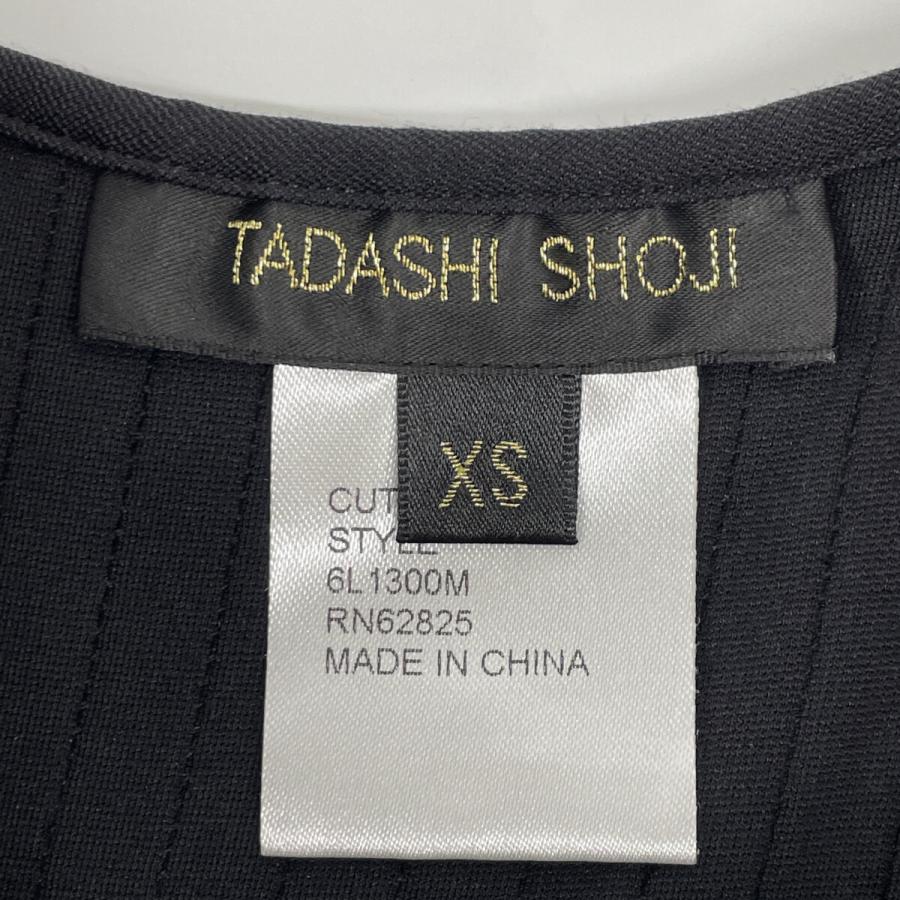 TADASHI SHOJI
XS
CUT
STYLE
6L1300M
RN62825
MADE IN CHINA